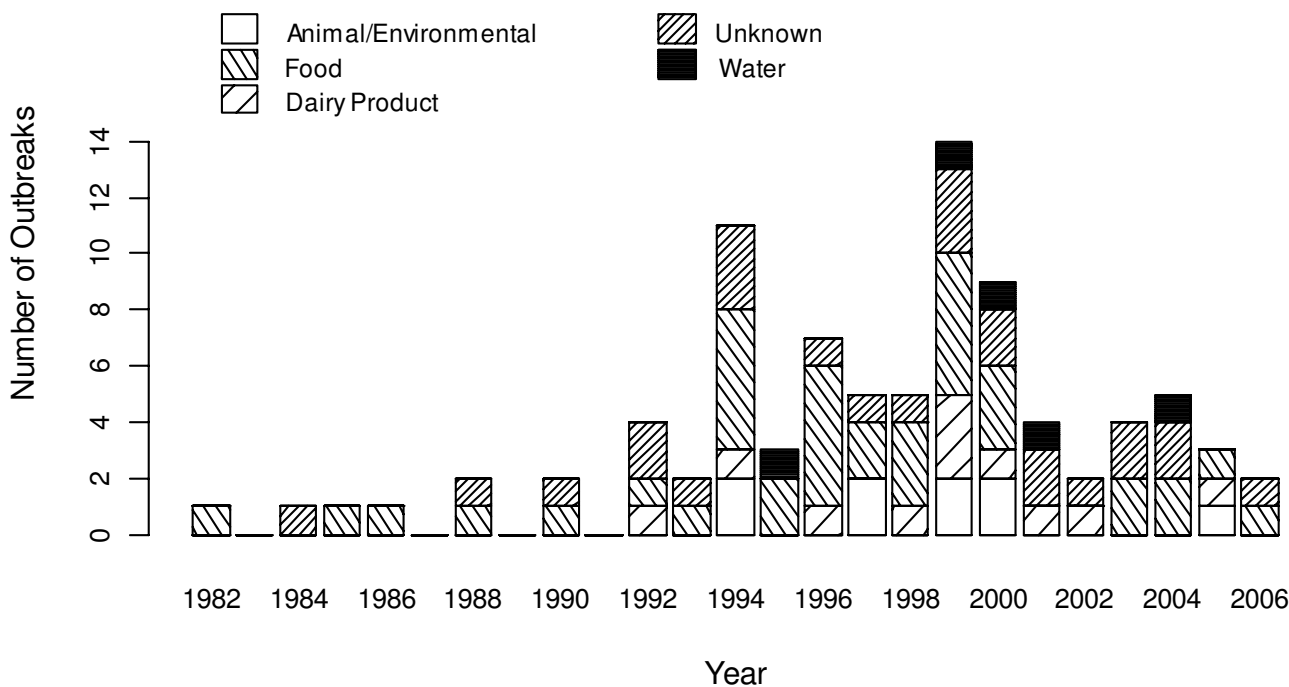 Animal/Environmental
Food
Dairy Product
Unknown
Water
Number of Outbreaks
14
12
10
8
6
4
2
0
1982 1984 1986 1988 1990 1992 1994 1996 1998 2000 2002 2004 2006
Year